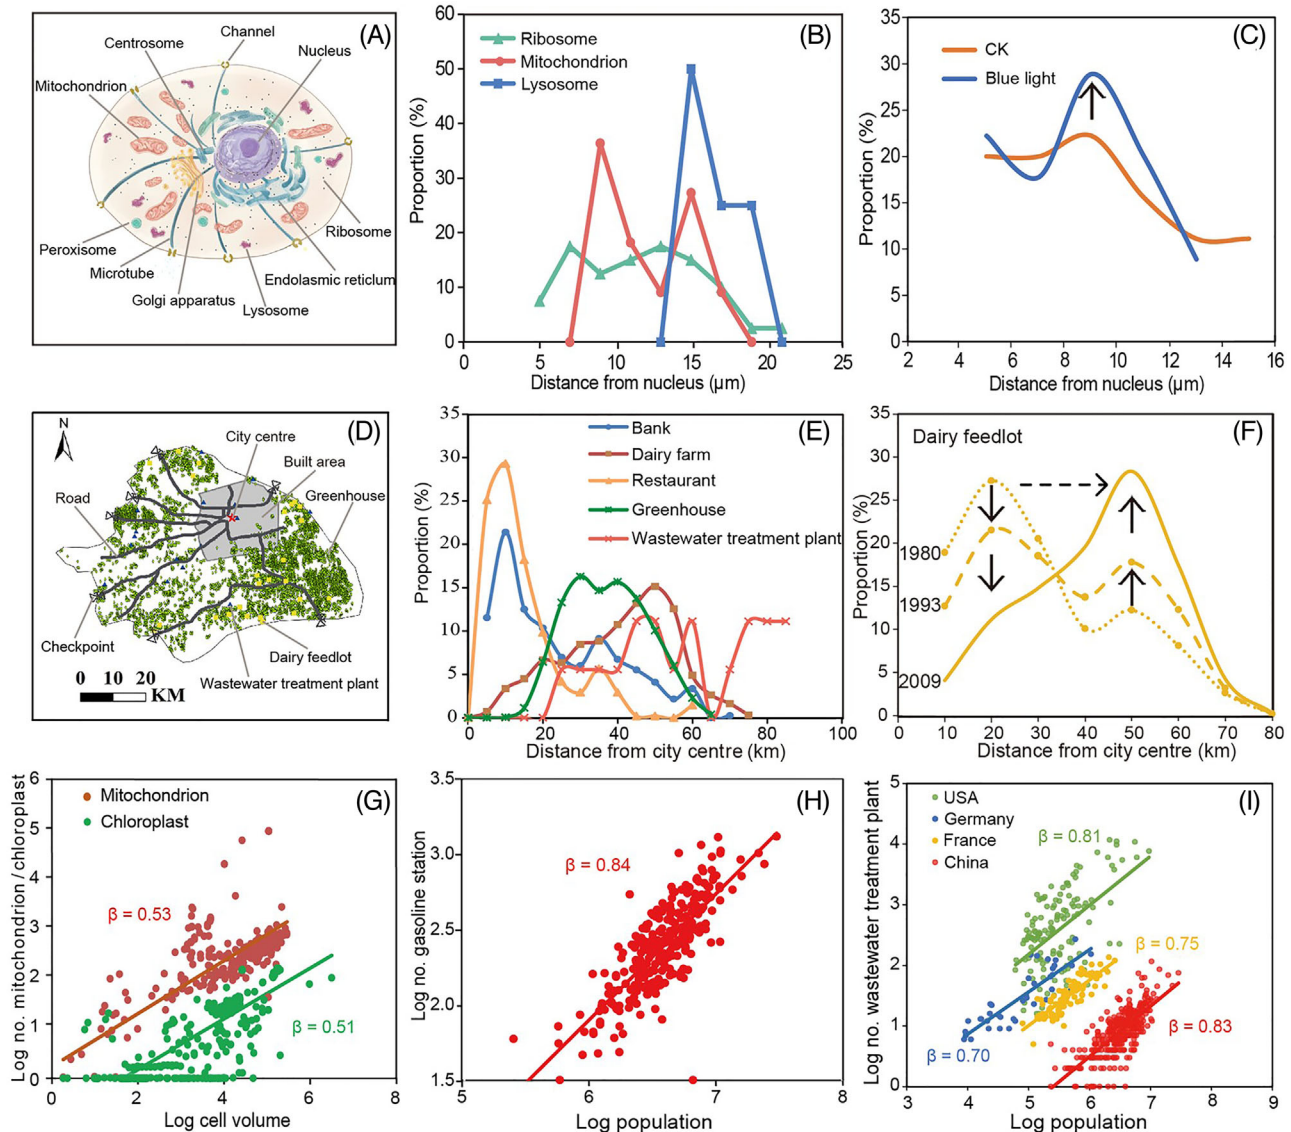 (A)
Channel
Centrosome
Nucleus
Mitochondrion
Ribosome
Peroxisome
Microtube
Endolasmic reticlum
Golgi apparatus
Lysosome
(B)
Ribosome
Mitochondrion
Lysosome
Proportion (%)
60
50
40
30
20
10
0
0 5 10 15 20 25
Distance from nucleus (μm)
(C)
CK
Blue light
Proportion (%)
35
30
25
20
15
10
5
0
2 4 6 8 10 12 14 16
Distance from nucleus (μm)
(D)
N
City centre
Built area
Greenhouse
Road
Checkpoint
Dairy feedlot
Wastewater treatment plant
0 10 20
KM
(E)
Bank
Dairy farm
Restaurant
Greenhouse
Wastewater treatment plant
Proportion (%)
35
30
25
20
15
10
5
0
0 20 40 60 80 100
Distance from city centre (km)
(F)
Dairy feedlot
1980
1993
2009
Proportion (%)
35
30
25
20
15
10
5
0
0 10 20 30 40 50 60 70 80
Distance from city centre (km)
(G)
Mitochondrion
Chloroplast
β = 0.53
β = 0.51
Log no. mitochondrion / chloroplast
6
5
4
3
2
1
0
0 2 4 6 8
Log cell volume
(H)
β = 0.84
Log no. gasoline station
3.5
3.0
2.5
2.0
1.5
5 6 7 8
Log population
(I)
USA
Germany
France
China
β = 0.81
β = 0.75
β = 0.70
β = 0.83
Log no. wastewater treatment plant
5
4
3
2
1
0
3 4 5 6 7 8 9
Log population